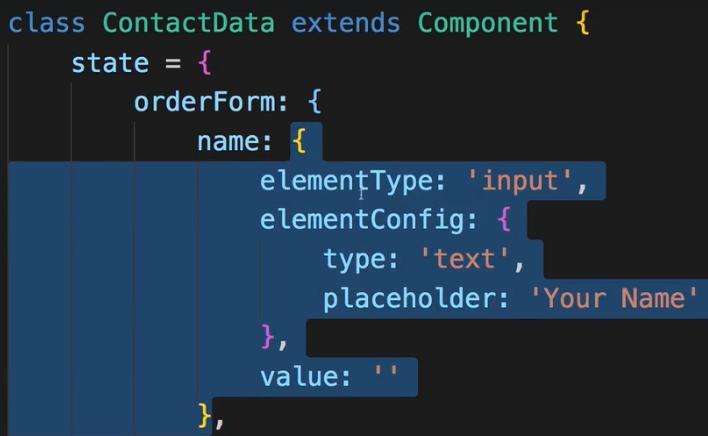 class ContactData extends Component {
state = {
orderForm: {
name: {
elementType: 'input',
elementConfig: {
type: 'text',
placeholder: 'Your Name'
},
value: ''
},